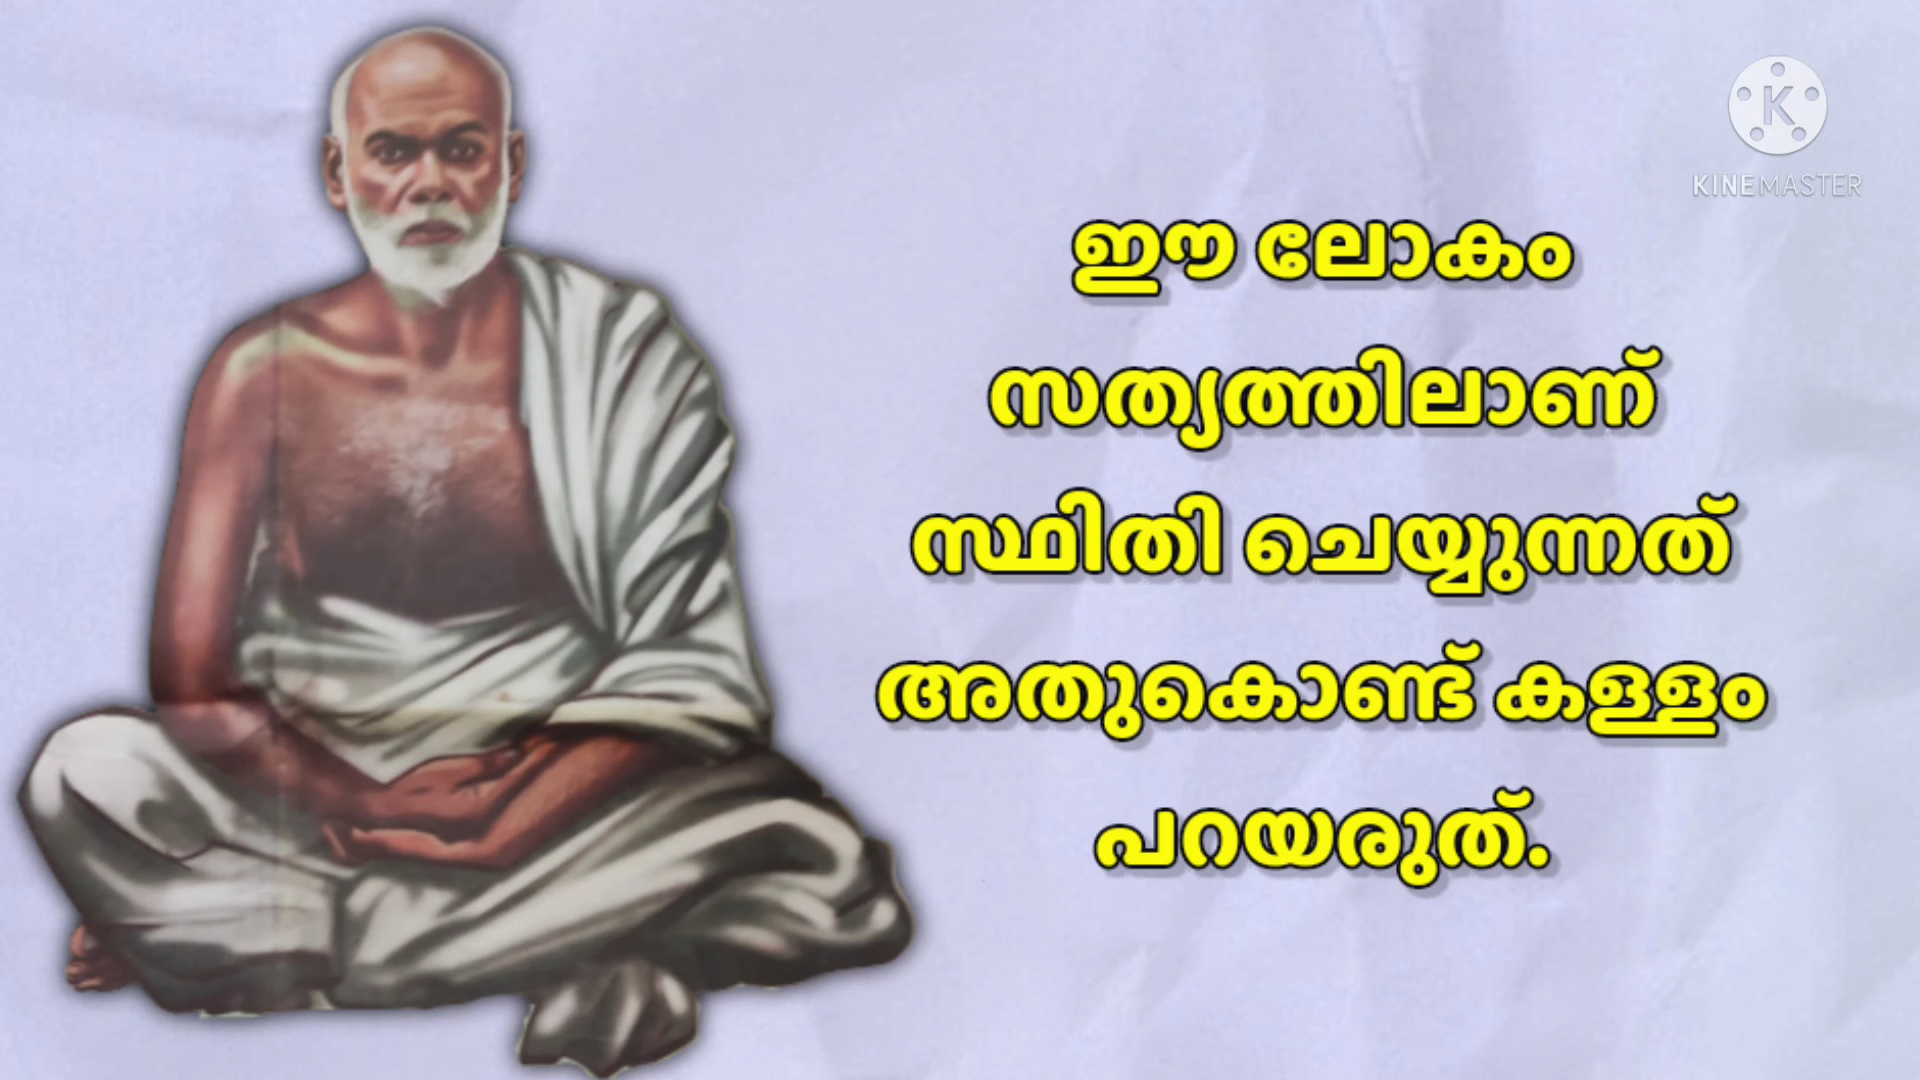 KINEMASTER
ഈ ലോകം
സത്യത്തിലാണ്
സ്ഥിതി ചെയ്യുന്നത്
അതുകൊണ്ട് കള്ളം
പറയരുത്.